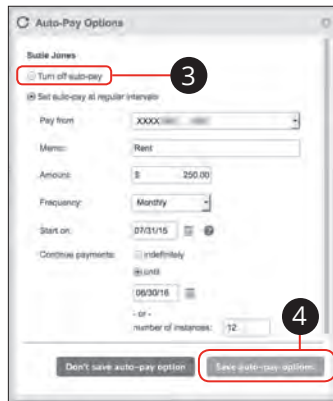 Auto-Pay Options
Suzie Jones
Turn off auto-pay
3
Set auto-pay at regular intervals
Pay from XXXX
Memo: Rent
Amount: $ 250.00
Frequency: Monthly
Start on: 07/31/15
Continue payments: indefinitely
until
06/30/16
- or -
number of instances: 12
4
Don't save auto-pay option
Save auto-pay options